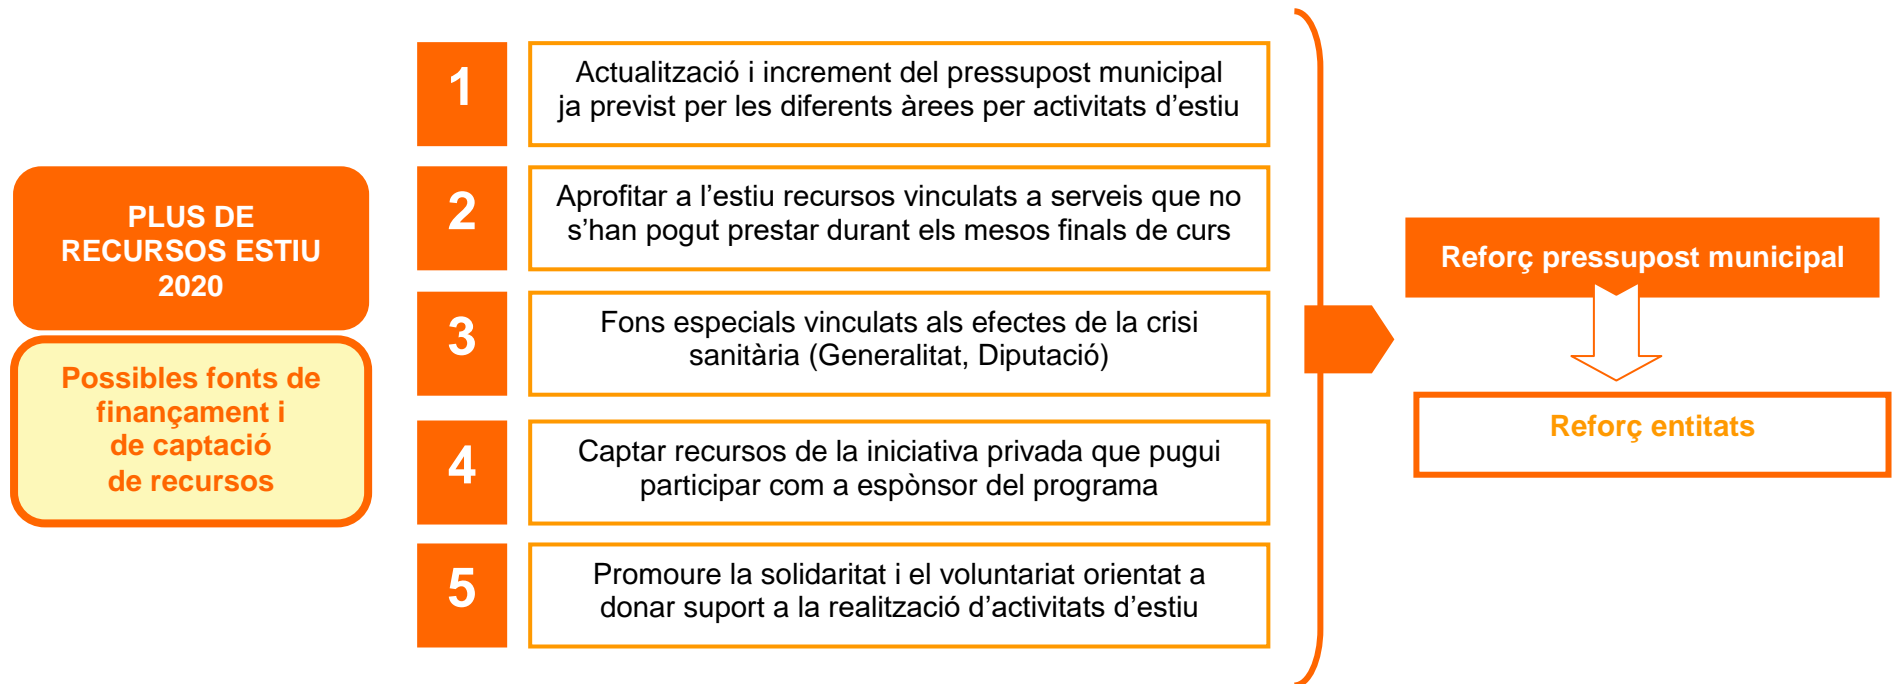 PLUS DE
RECURSOS ESTIU
2020
Possibles fonts de
finançament i
de captació
de recursos
1
Actualització i increment del pressupost municipal
ja previst per les diferents àrees per activitats d’estiu
2
Aprofitar a l’estiu recursos vinculats a serveis que no
s’han pogut prestar durant els mesos finals de curs
3
Fons especials vinculats als efectes de la crisi
sanitària (Generalitat, Diputació)
4
Captar recursos de la iniciativa privada que pugui
participar com a espònsor del programa
5
Promoure la solidaritat i el voluntariat orientat a
donar suport a la realització d’activitats d’estiu
Reforç pressupost municipal
Reforç entitats